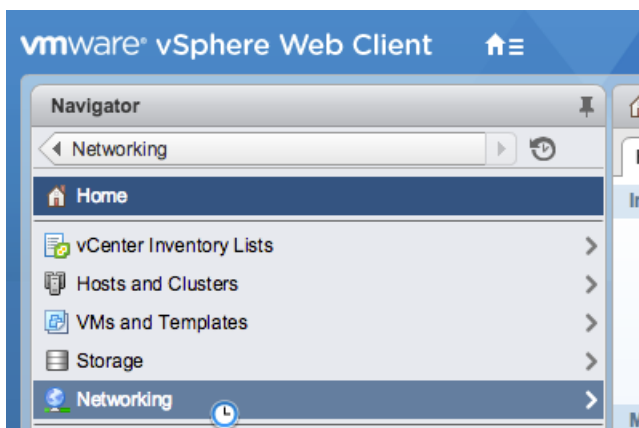 vmware® vSphere Web Client
Navigator
Networking
Home
vCenter Inventory Lists
Hosts and Clusters
VMs and Templates
Storage
Networking